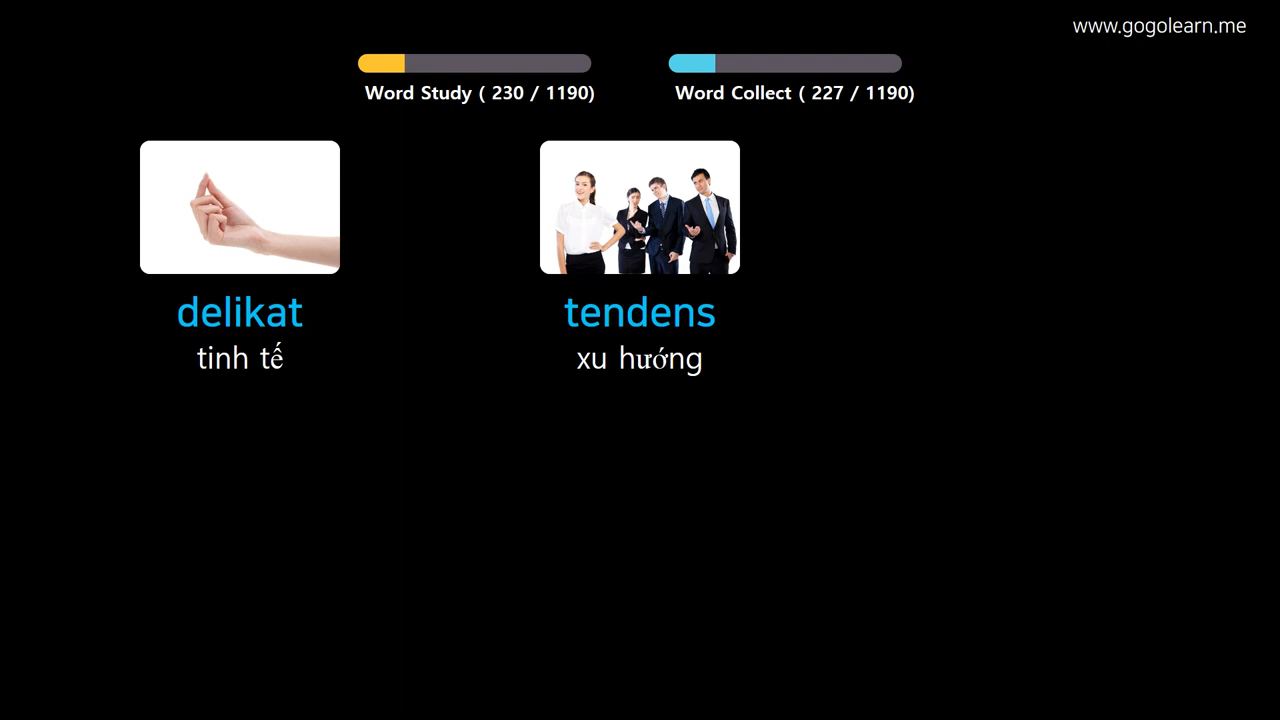 www.gogolearn.me
Word Study ( 230 / 1190)
Word Collect ( 227 / 1190)
delikat
tinh tế
tendens
xu hướng